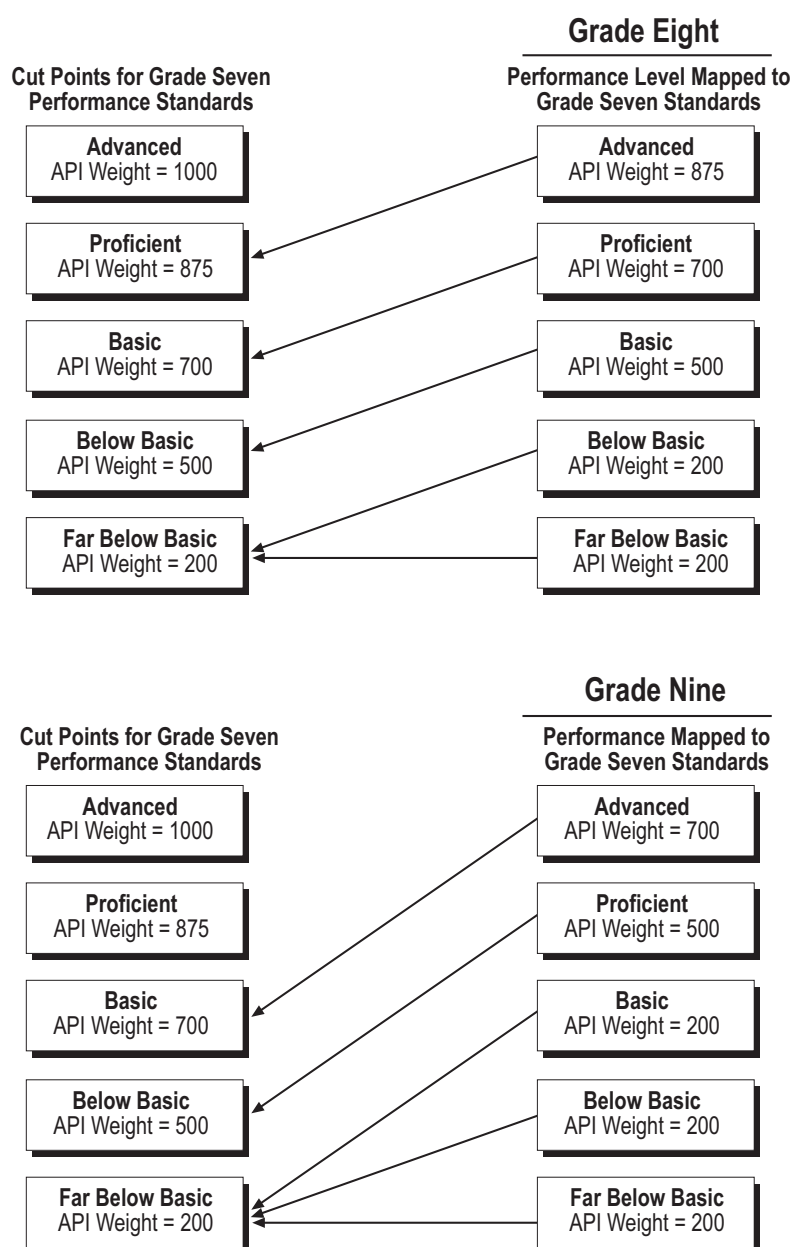 Grade Eight
Cut Points for Grade Seven
Performance Standards
Performance Level Mapped to
Grade Seven Standards
Advanced
API Weight = 1000
Advanced
API Weight = 875
Proficient
API Weight = 875
Proficient
API Weight = 700
Basic
API Weight = 700
Basic
API Weight = 500
Below Basic
API Weight = 500
Below Basic
API Weight = 200
Far Below Basic
API Weight = 200
Far Below Basic
API Weight = 200
Grade Nine
Cut Points for Grade Seven
Performance Standards
Performance Mapped to
Grade Seven Standards
Advanced
API Weight = 1000
Advanced
API Weight = 700
Proficient
API Weight = 875
Proficient
API Weight = 500
Basic
API Weight = 700
Basic
API Weight = 200
Below Basic
API Weight = 500
Below Basic
API Weight = 200
Far Below Basic
API Weight = 200
Far Below Basic
API Weight = 200